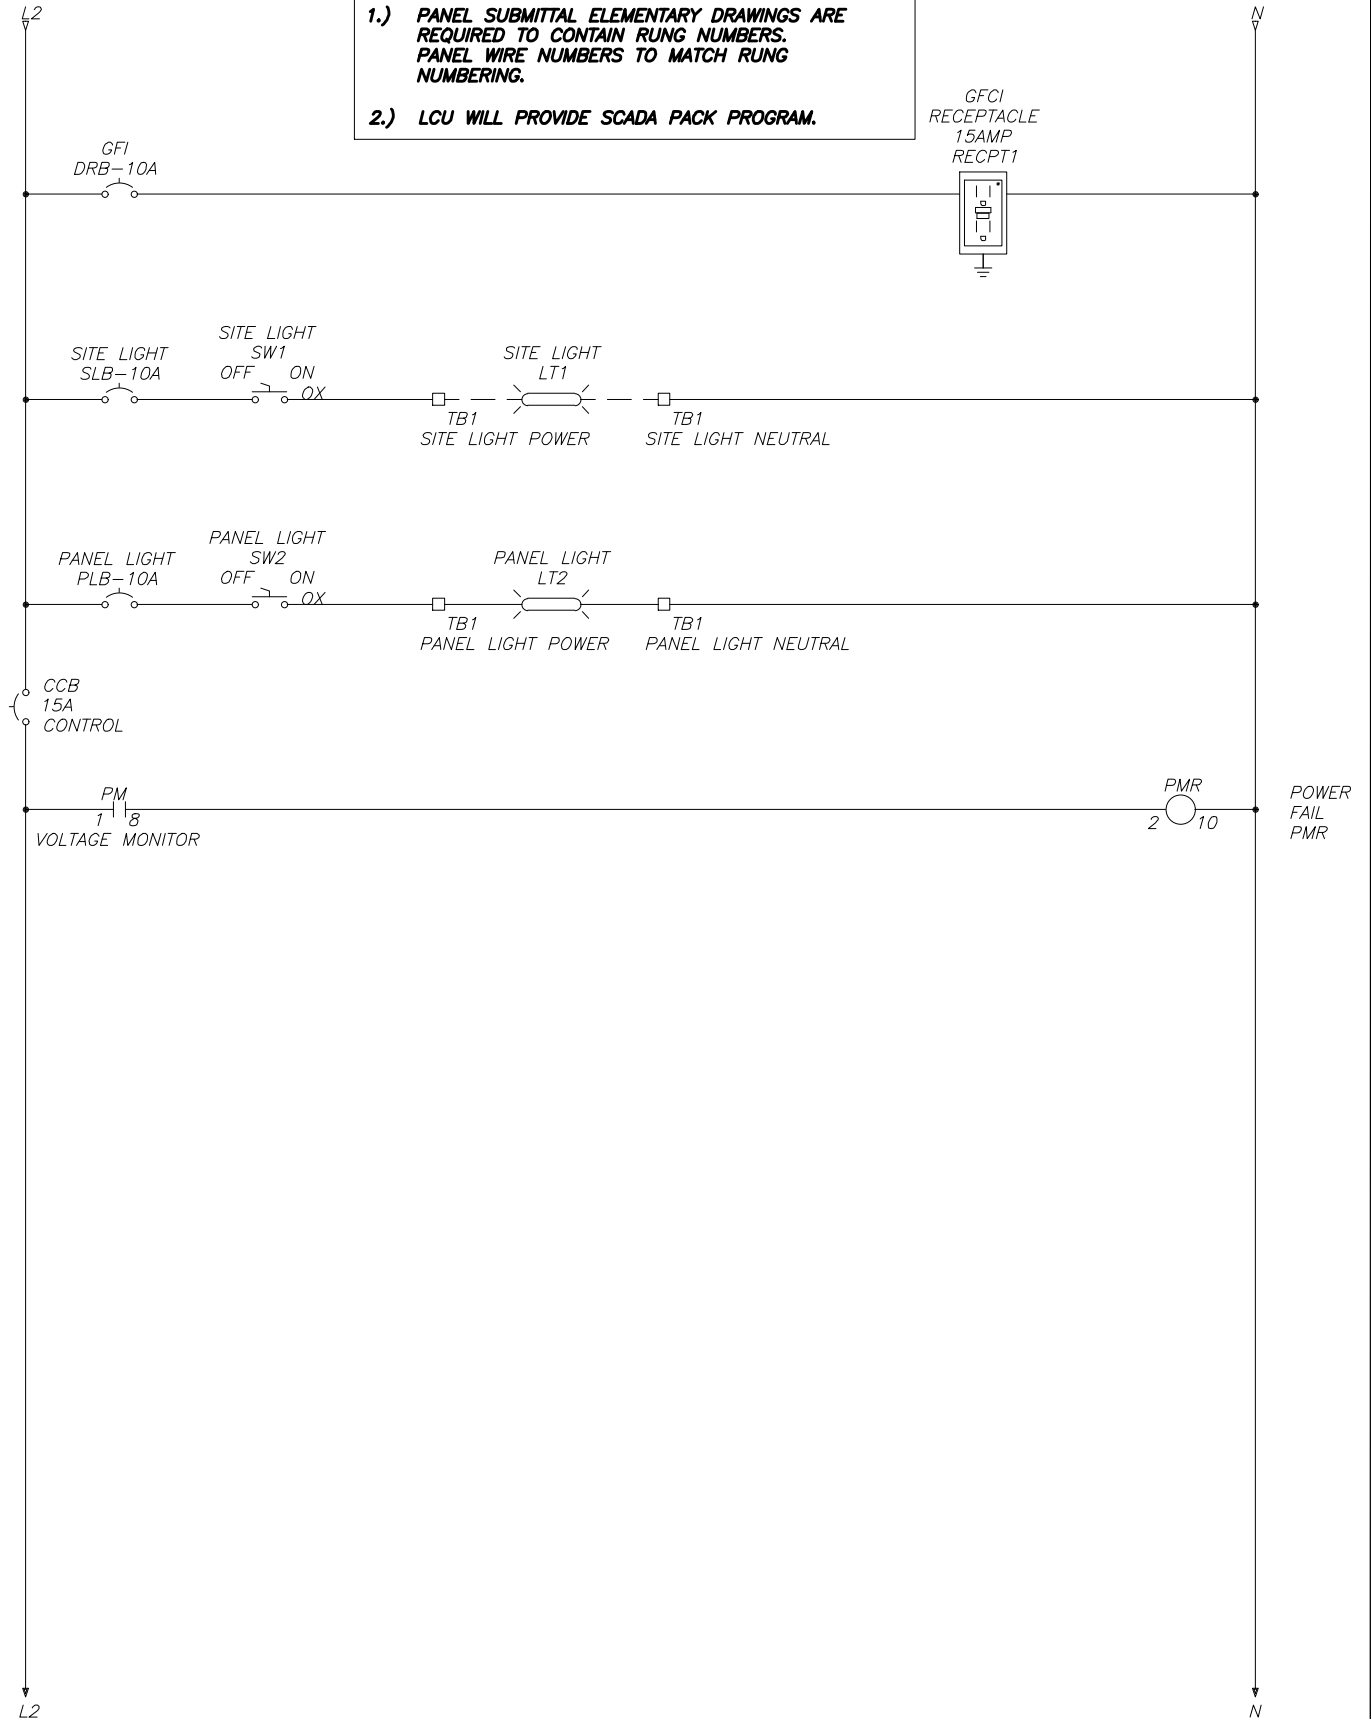 L2
N
1.) PANEL SUBMITTAL ELEMENTARY DRAWINGS ARE
REQUIRED TO CONTAIN RUNG NUMBERS.
PANEL WIRE NUMBERS TO MATCH RUNG
NUMBERING.
2.) LCU WILL PROVIDE SCADA PACK PROGRAM.
GFCI
RECEPTACLE
15AMP
RECPT1
GFI
DRB-10A
SITE LIGHT
SLB-10A
SITE LIGHT
SW1
OFF ON
OX
SITE LIGHT
LT1
TB1
SITE LIGHT POWER
TB1
SITE LIGHT NEUTRAL
PANEL LIGHT
PLB-10A
PANEL LIGHT
SW2
OFF ON
OX
PANEL LIGHT
LT2
TB1
PANEL LIGHT POWER
TB1
PANEL LIGHT NEUTRAL
CCB
15A
CONTROL
PM
1 8
VOLTAGE MONITOR
PMR
2 10
POWER
FAIL
PMR
L2
N